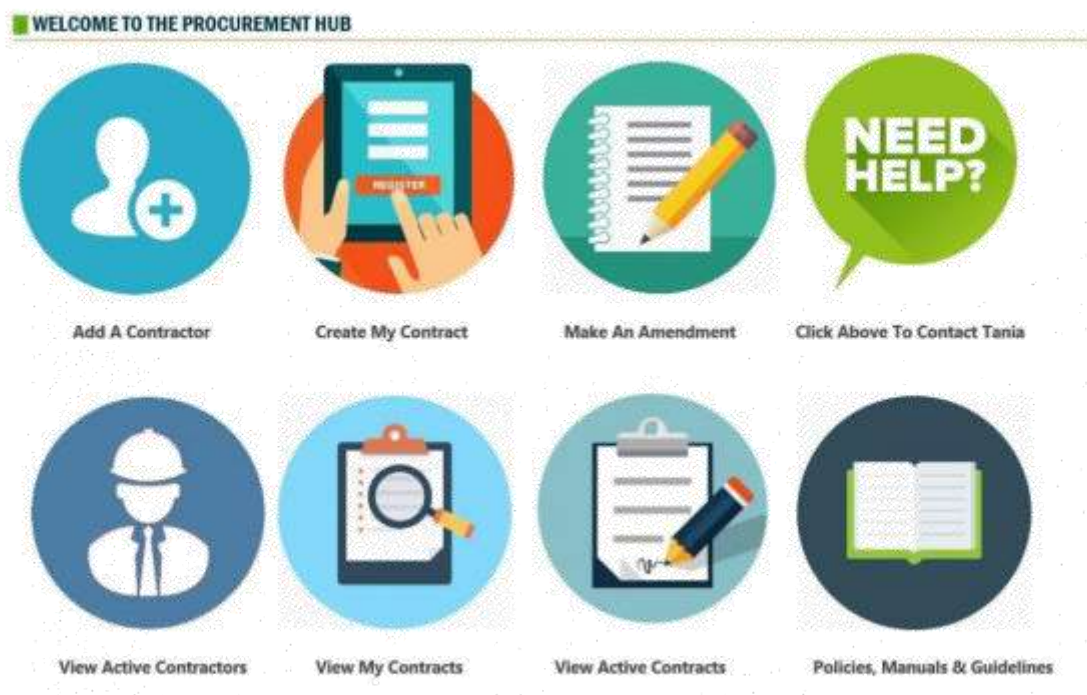 WELCOME TO THE PROCUREMENT HUB
REGISTER
NEED
HELP?
Add A Contractor
Create My Contract
Make An Amendment
Click Above To Contact Tania
View Active Contractors
View My Contracts
View Active Contracts
Policies, Manuals & Guidelines